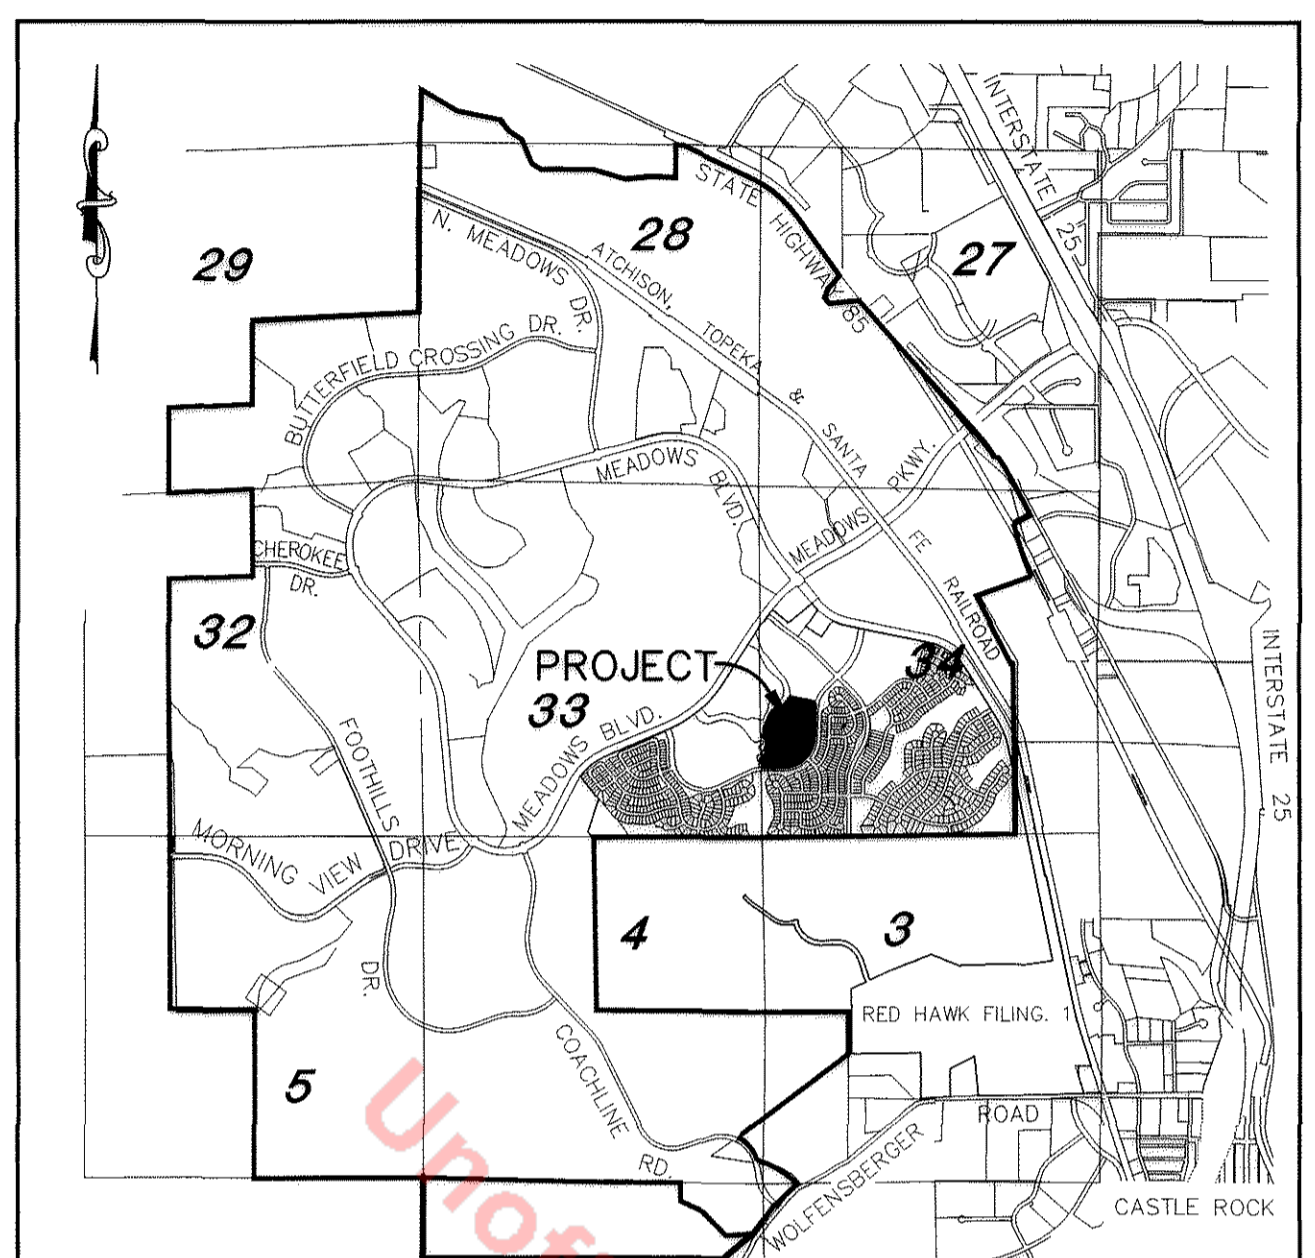 INTERSTATE 25
STATE HIGHWAY 85
28
27
29
N. MEADOWS DR.
ATCHISON, TOPEKA & SANTA FE RAILROAD
BUTTERFIELD CROSSING DR.
MEADOWS BLVD.
MEADOWS PKWY.
CHEROKEE DR.
32
34
PROJECT
33
MEADOWS BLVD.
INTERSTATE 25
FOOTHILLS DR.
MORNING VIEW DRIVE
4
3
RED HAWK FILING. 1
5
COACHLINE RD.
WOLFENSBERGER ROAD
CASTLE ROCK